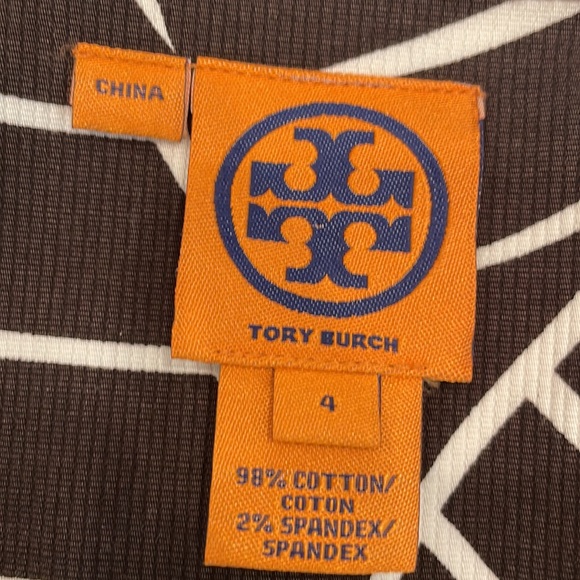 CHINA
TORY BURCH
4
98% COTTON/
COTON
2% SPANDEX/
SPANDEX